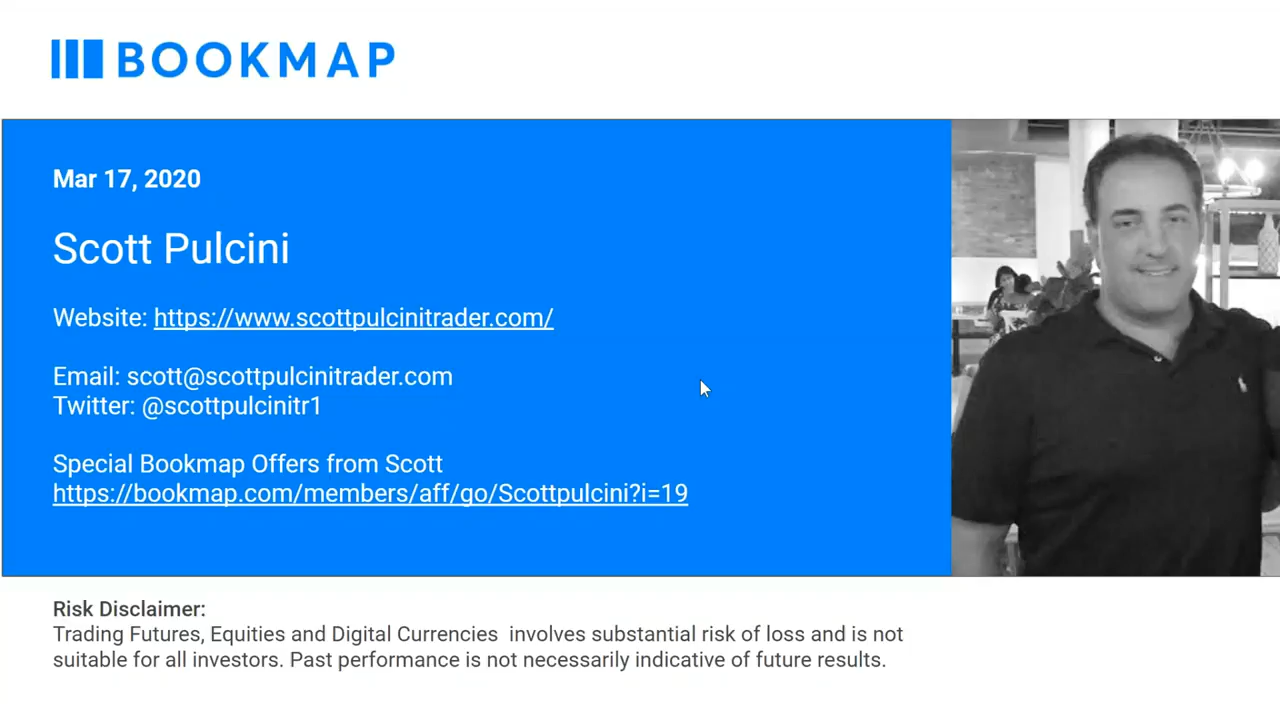 BOOKMAP
Mar 17, 2020
Scott Pulcini
Website: https://www.scottpulcinitrader.com/
Email: scott@scottpulcinitrader.com
Twitter: @scottpulcinitr1
Special Bookmap Offers from Scott
https://bookmap.com/members/aff/go/Scottpulcini?i=19
Risk Disclaimer:
Trading Futures, Equities and Digital Currencies  involves substantial risk of loss and is not
suitable for all investors. Past performance is not necessarily indicative of future results.